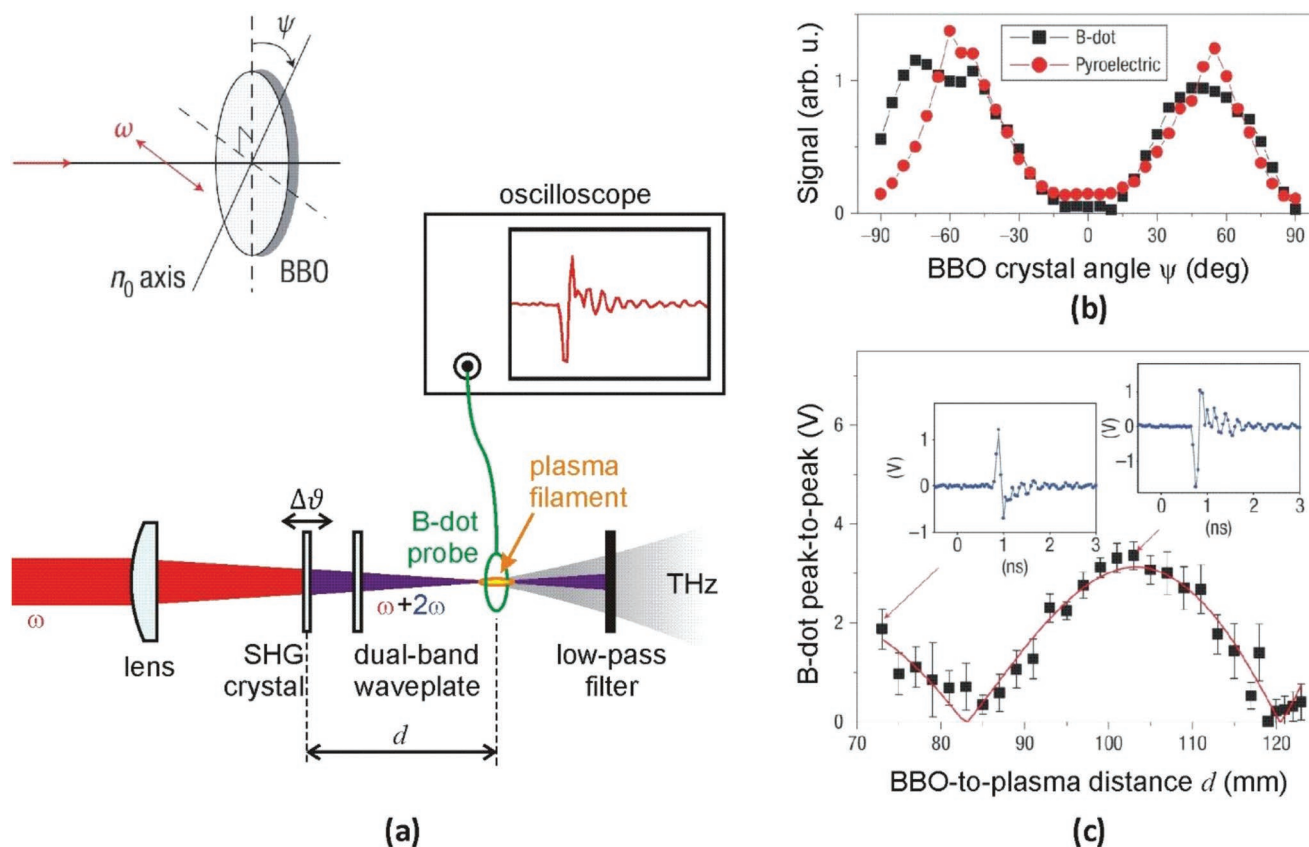 ψ
ω
n₀ axis
BBO
oscilloscope
plasma
filament
B-dot
probe
Δϑ
ω
ω+2ω
THz
lens
SHG
crystal
dual-band
waveplate
low-pass
filter
d
(a)
Signal (arb. u.)
1
0
B-dot
Pyroelectric
−90
−60
−30
0
30
60
90
BBO crystal angle ψ (deg)
(b)
B-dot peak-to-peak (V)
6
4
2
0
70
80
90
100
110
120
BBO-to-plasma distance d (mm)
(V)
1
0
−1
0
1
2
3
(ns)
(V)
1
0
−1
0
1
2
3
(ns)
(c)